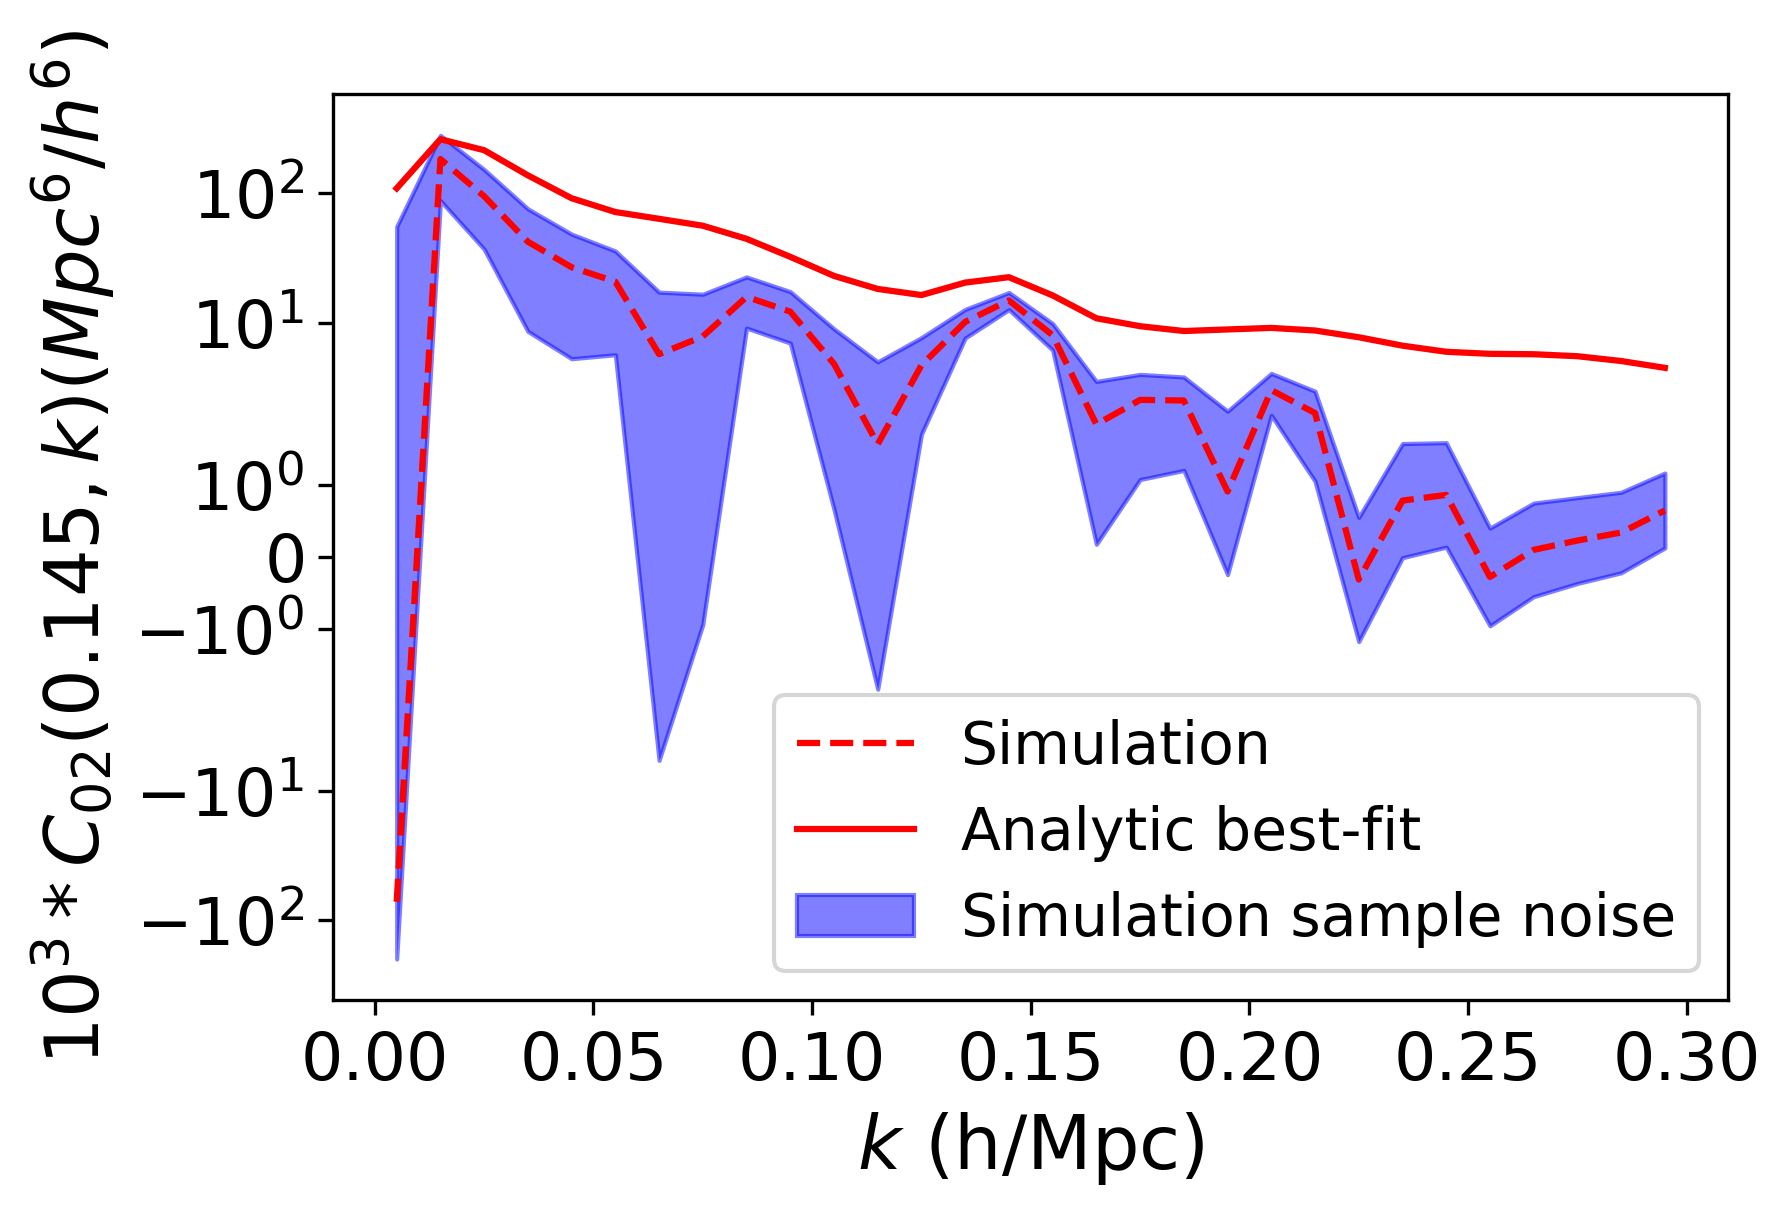 10³ * C₀₂(0.145, k)(Mpc⁶/h⁶)
10²
10¹
10⁰
0
−10⁰
−10¹
−10²
Simulation
Analytic best-fit
Simulation sample noise
0.00 0.05 0.10 0.15 0.20 0.25 0.30
k (h/Mpc)